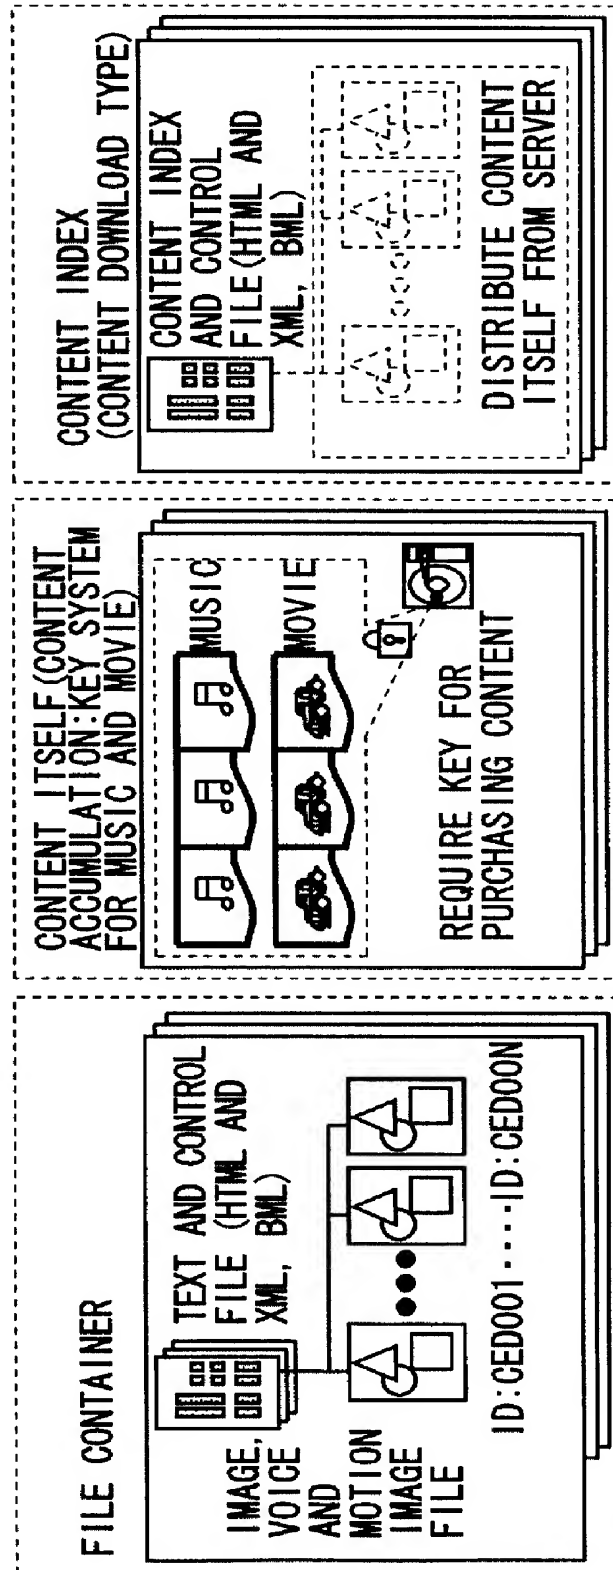 FILE CONTAINER
TEXT AND CONTROL
FILE (HTML AND
XML, BML)
IMAGE,
VOICE
AND
MOTION
IMAGE
FILE
ID:CED001····ID:CED00N
CONTENT ITSELF(CONTENT
ACCUMULATION:KEY SYSTEM
FOR MUSIC AND MOVIE)
MUSIC
MOVIE
REQUIRE KEY FOR
PURCHASING CONTENT
CONTENT INDEX
(CONTENT DOWNLOAD TYPE)
CONTENT INDEX
AND CONTROL
FILE(HTML AND
XML, BML)
DISTRIBUTE CONTENT
ITSELF FROM SERVER